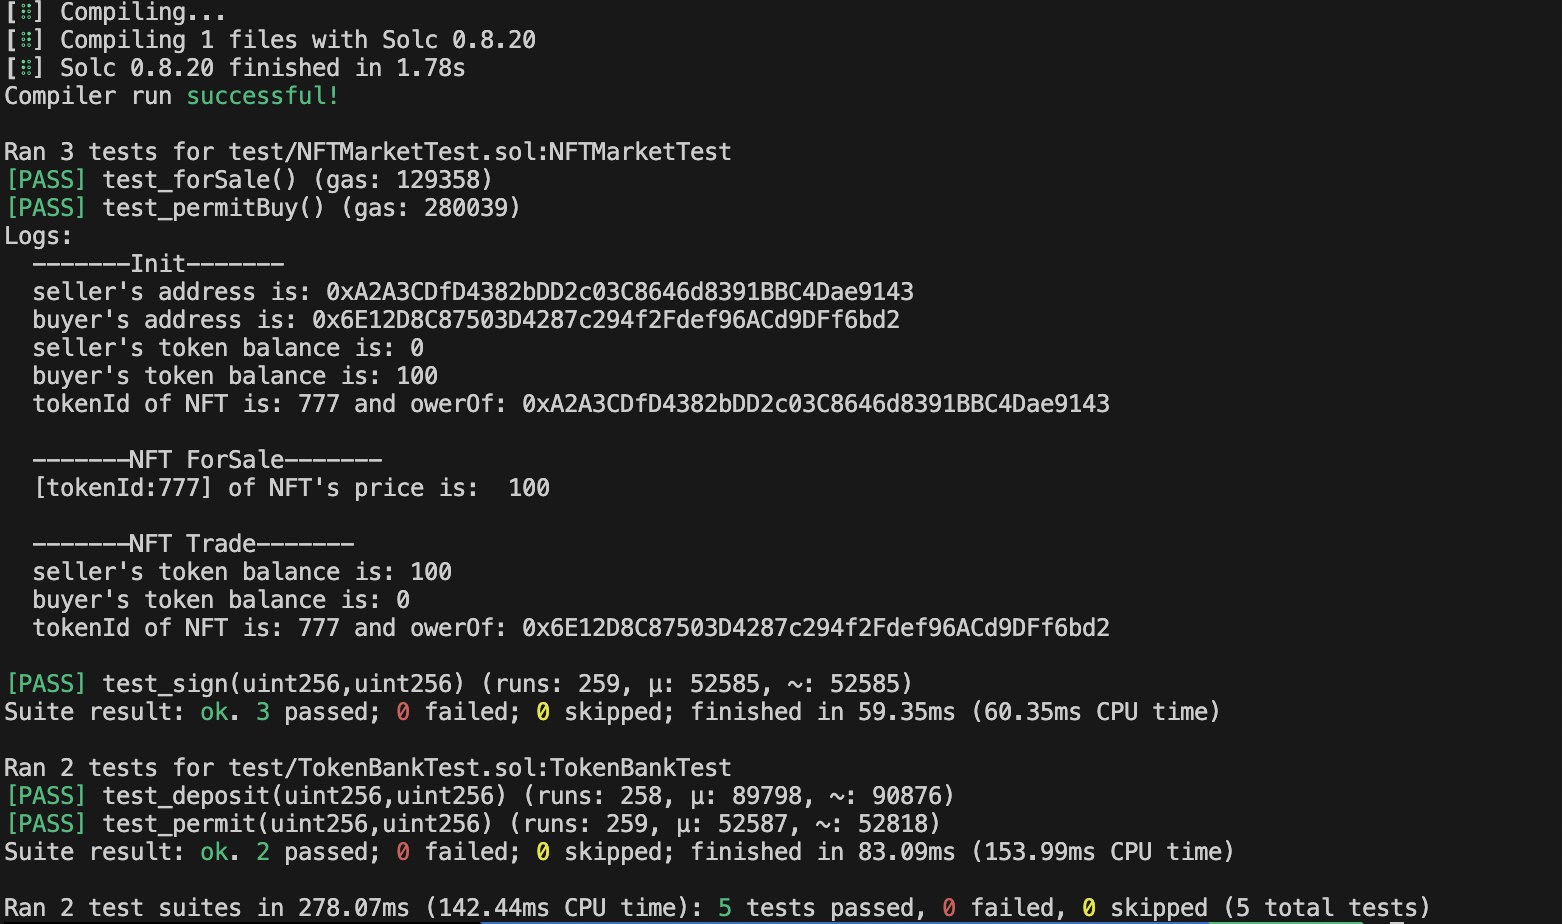 [⠿] Compiling...
[⠿] Compiling 1 files with Solc 0.8.20
[⠿] Solc 0.8.20 finished in 1.78s
Compiler run successful!
Ran 3 tests for test/NFTMarketTest.sol:NFTMarketTest
[PASS] test_forSale() (gas: 129358)
[PASS] test_permitBuy() (gas: 280039)
Logs:
-------Init-------
seller's address is: 0xA2A3CDfD4382bDD2c03C8646d8391BBC4Dae9143
buyer's address is: 0x6E12D8C87503D4287c294f2Fdef96ACd9DFf6bd2
seller's token balance is: 0
buyer's token balance is: 100
tokenId of NFT is: 777 and owerOf: 0xA2A3CDfD4382bDD2c03C8646d8391BBC4Dae9143
-------NFT ForSale-------
[tokenId:777] of NFT's price is:  100
-------NFT Trade-------
seller's token balance is: 100
buyer's token balance is: 0
tokenId of NFT is: 777 and owerOf: 0x6E12D8C87503D4287c294f2Fdef96ACd9DFf6bd2
[PASS] test_sign(uint256,uint256) (runs: 259, μ: 52585, ~: 52585)
Suite result: ok. 3 passed; 0 failed; 0 skipped; finished in 59.35ms (60.35ms CPU time)
Ran 2 tests for test/TokenBankTest.sol:TokenBankTest
[PASS] test_deposit(uint256,uint256) (runs: 258, μ: 89798, ~: 90876)
[PASS] test_permit(uint256,uint256) (runs: 259, μ: 52587, ~: 52818)
Suite result: ok. 2 passed; 0 failed; 0 skipped; finished in 83.09ms (153.99ms CPU time)
Ran 2 test suites in 278.07ms (142.44ms CPU time): 5 tests passed, 0 failed, 0 skipped (5 total tests)